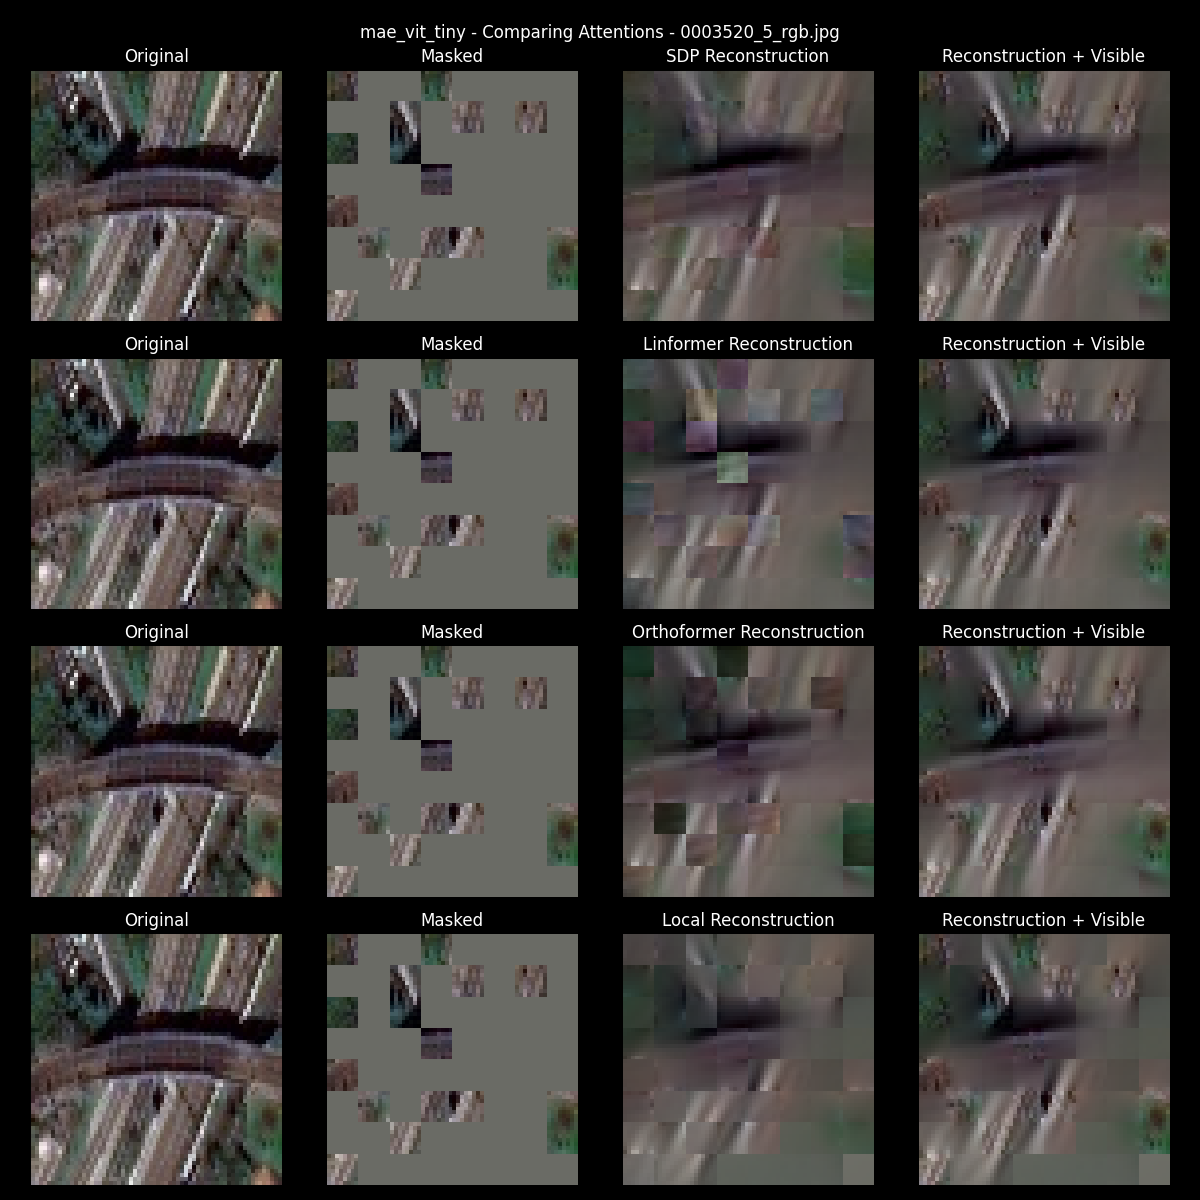 mae_vit_tiny - Comparing Attentions - 0003520_5_rgb.jpg
Original Masked SDP Reconstruction Reconstruction + Visible
Original Masked Linformer Reconstruction Reconstruction + Visible
Original Masked Orthoformer Reconstruction Reconstruction + Visible
Original Masked Local Reconstruction Reconstruction + Visible